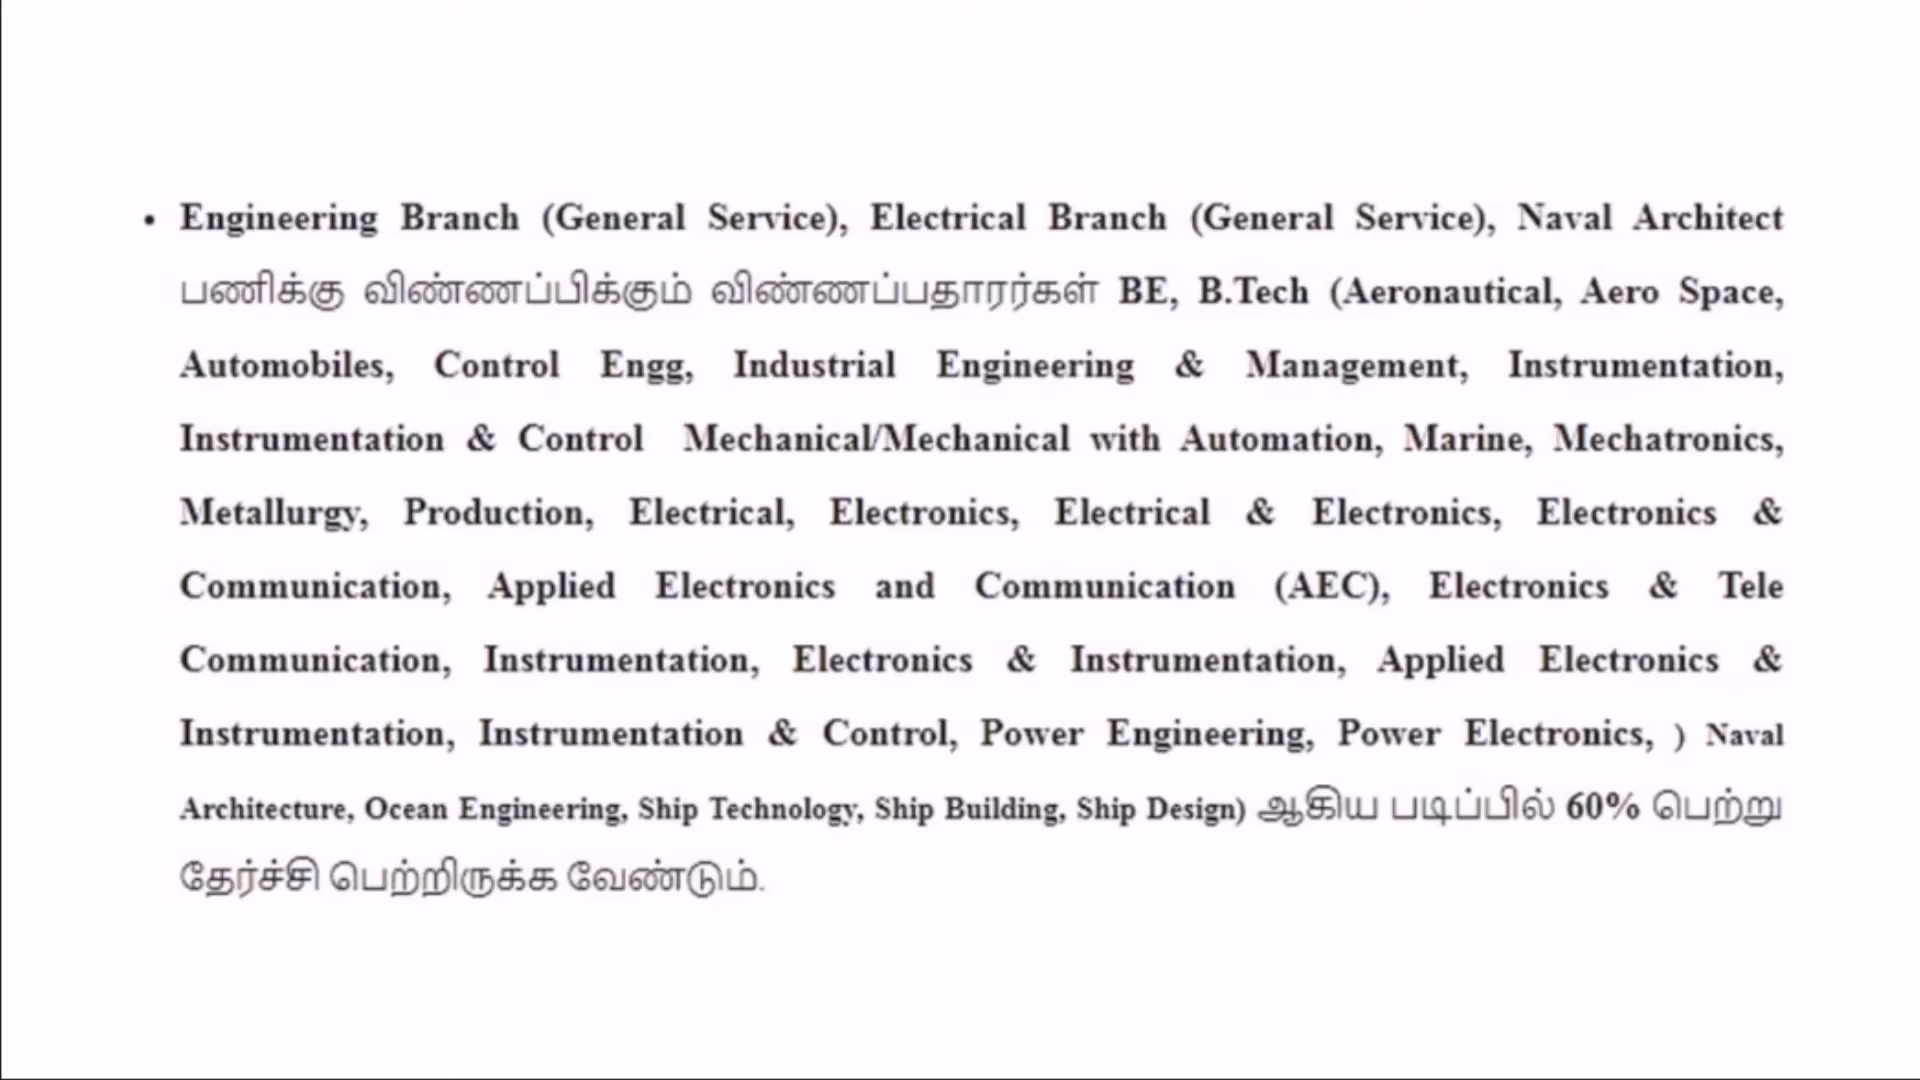 • Engineering Branch (General Service), Electrical Branch (General Service), Naval Architect
பணிக்கு விண்ணப்பிக்கும் விண்ணப்பதாரர்கள் BE, B.Tech (Aeronautical, Aero Space,
Automobiles, Control Engg, Industrial Engineering & Management, Instrumentation,
Instrumentation & Control Mechanical/Mechanical with Automation, Marine, Mechatronics,
Metallurgy, Production, Electrical, Electronics, Electrical & Electronics, Electronics &
Communication, Applied Electronics and Communication (AEC), Electronics & Tele
Communication, Instrumentation, Electronics & Instrumentation, Applied Electronics &
Instrumentation, Instrumentation & Control, Power Engineering, Power Electronics, ) Naval
Architecture, Ocean Engineering, Ship Technology, Ship Building, Ship Design) ஆகிய படிப்பில் 60% பெற்று
தேர்ச்சி பெற்றிருக்க வேண்டும்.